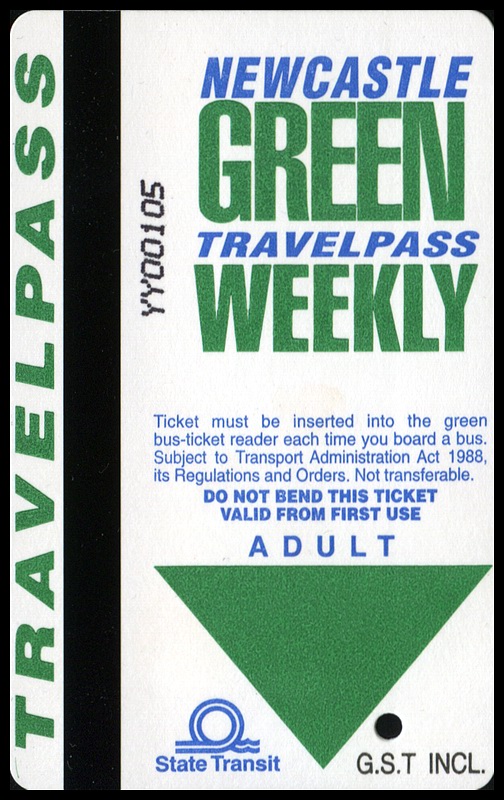 TRAVELPASS
YY00105
NEWCASTLE
GREEN
TRAVELPASS
WEEKLY
Ticket must be inserted into the green
bus-ticket reader each time you board a bus.
Subject to Transport Administration Act 1988,
its Regulations and Orders. Not transferable.
DO NOT BEND THIS TICKET
VALID FROM FIRST USE
ADULT
State Transit
G.S.T INCL.